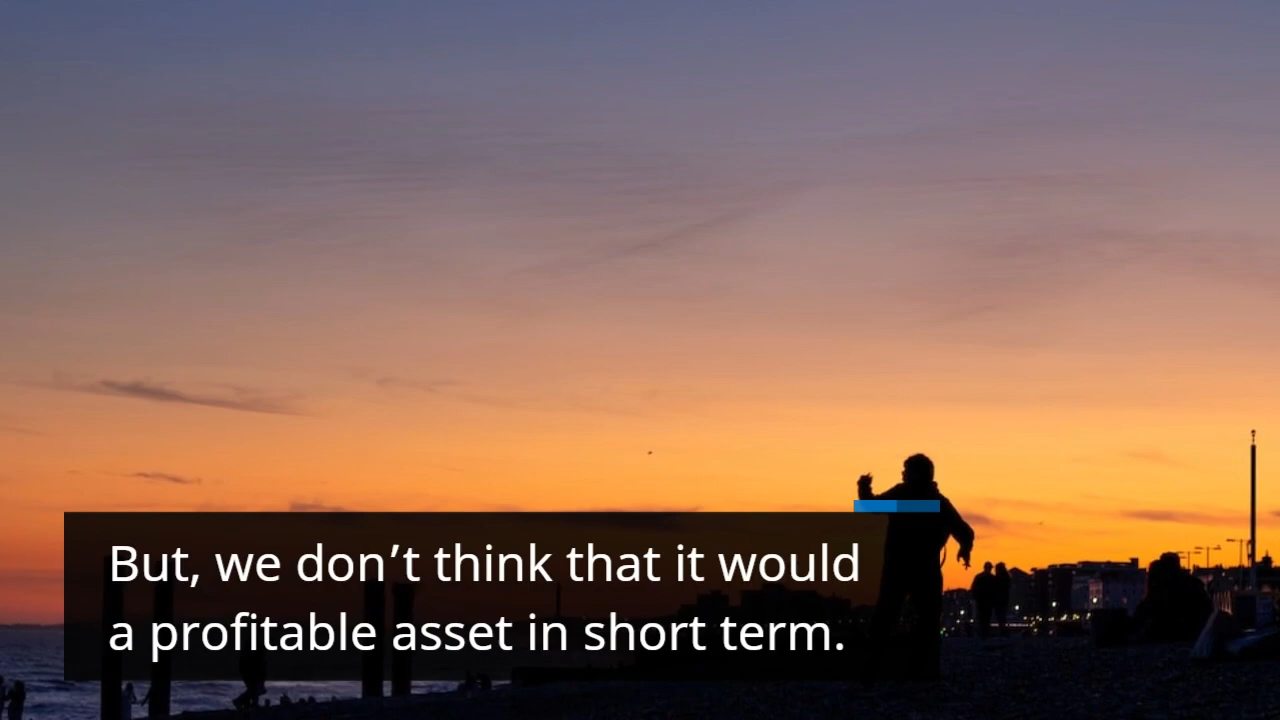 But, we don’t think that it would
a profitable asset in short term.